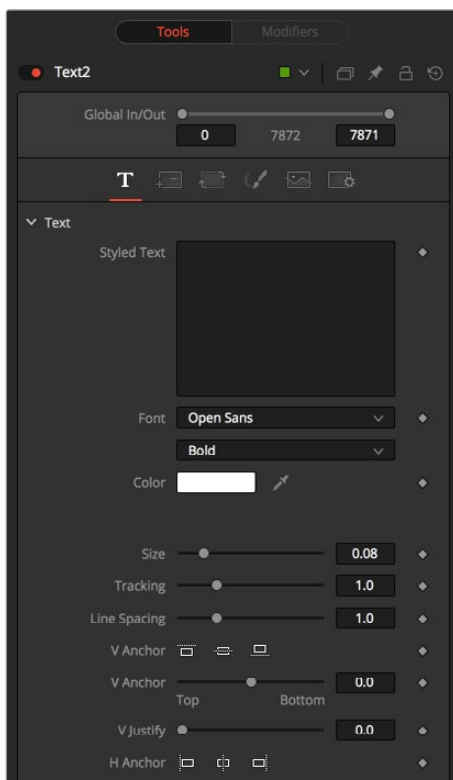 Tools Modifiers
Text2
Global In/Out
0 7872 7871
T
Text
Styled Text
Font Open Sans
Bold
Color
Size 0.08
Tracking 1.0
Line Spacing 1.0
V Anchor
V Anchor 0.0
Top Bottom
V Justify 0.0
H Anchor